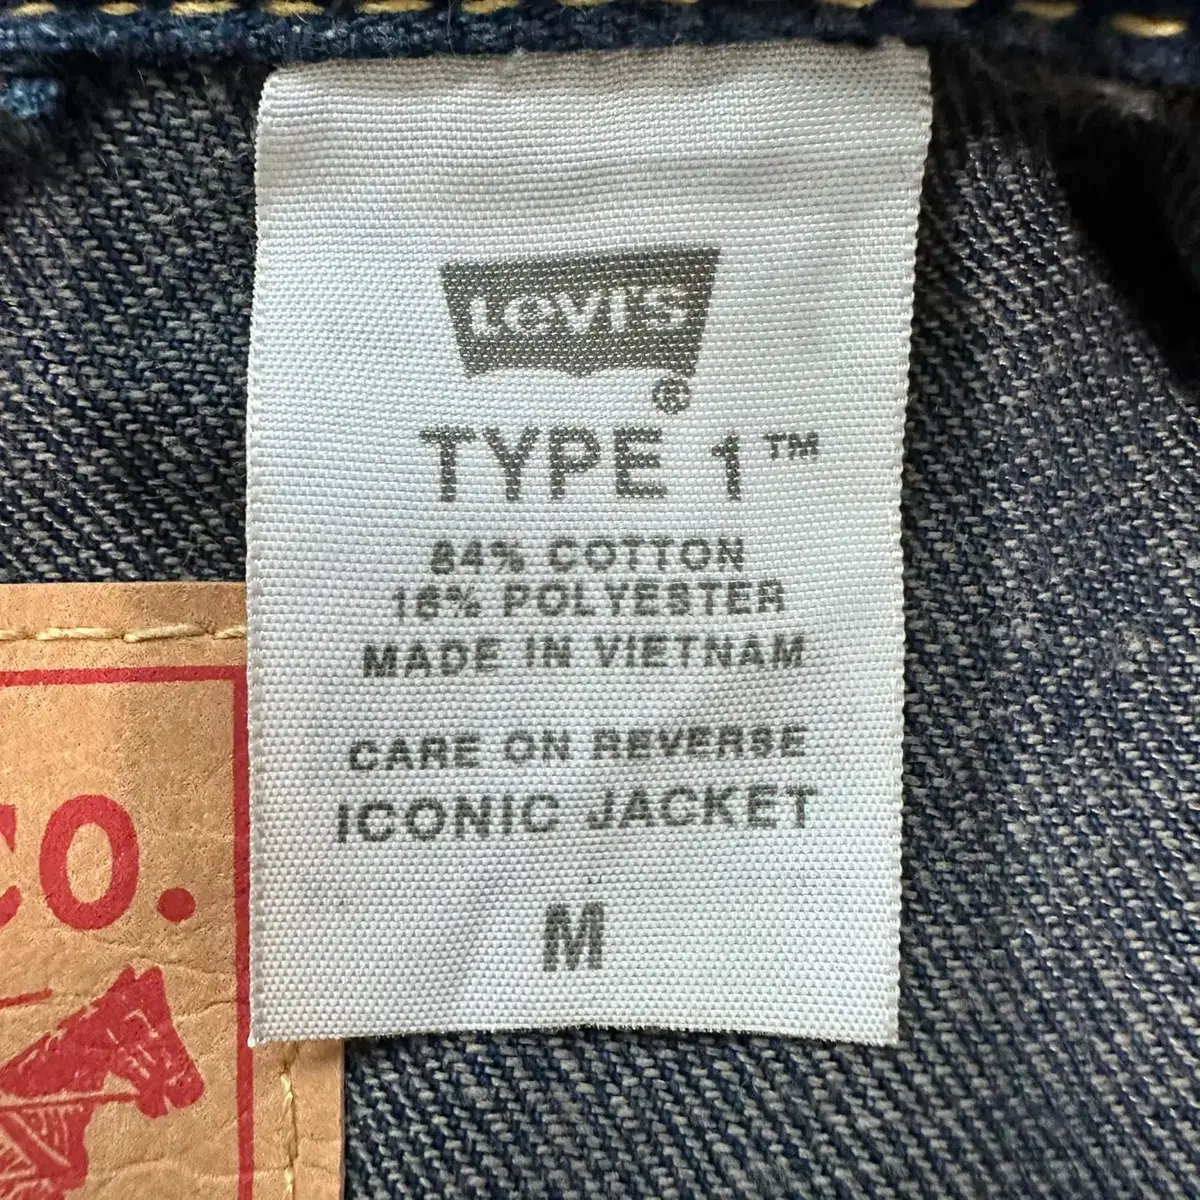 LEVI'S
®
TYPE 1™
84% COTTON
16% POLYESTER
MADE IN VIETNAM
CARE ON REVERSE
ICONIC JACKET
M
CO.